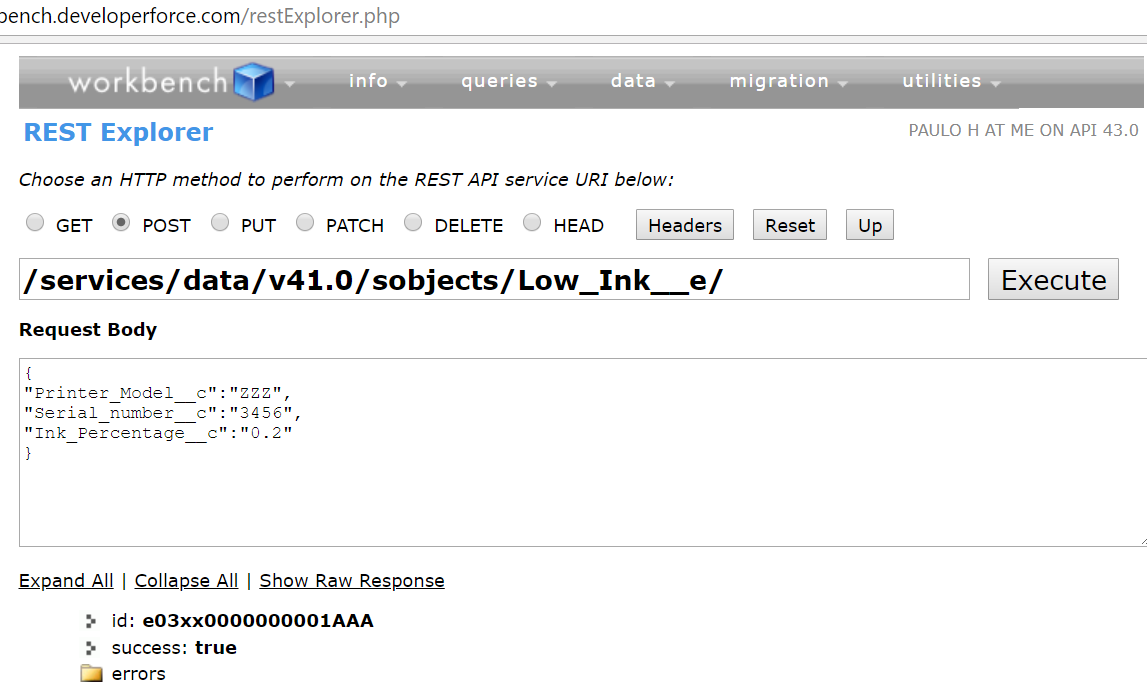 bench.developerforce.com/restExplorer.php
workbench info queries data migration utilities
REST Explorer PAULO H AT ME ON API 43.0
Choose an HTTP method to perform on the REST API service URI below:
GET POST PUT PATCH DELETE HEAD Headers Reset Up
/services/data/v41.0/sobjects/Low_Ink__e/ Execute
Request Body
{
"Printer_Model__c":"ZZZ",
"Serial_number__c":"3456",
"Ink_Percentage__c":"0.2"
}
Expand All | Collapse All | Show Raw Response
id: e03xx0000000001AAA
success: true
errors